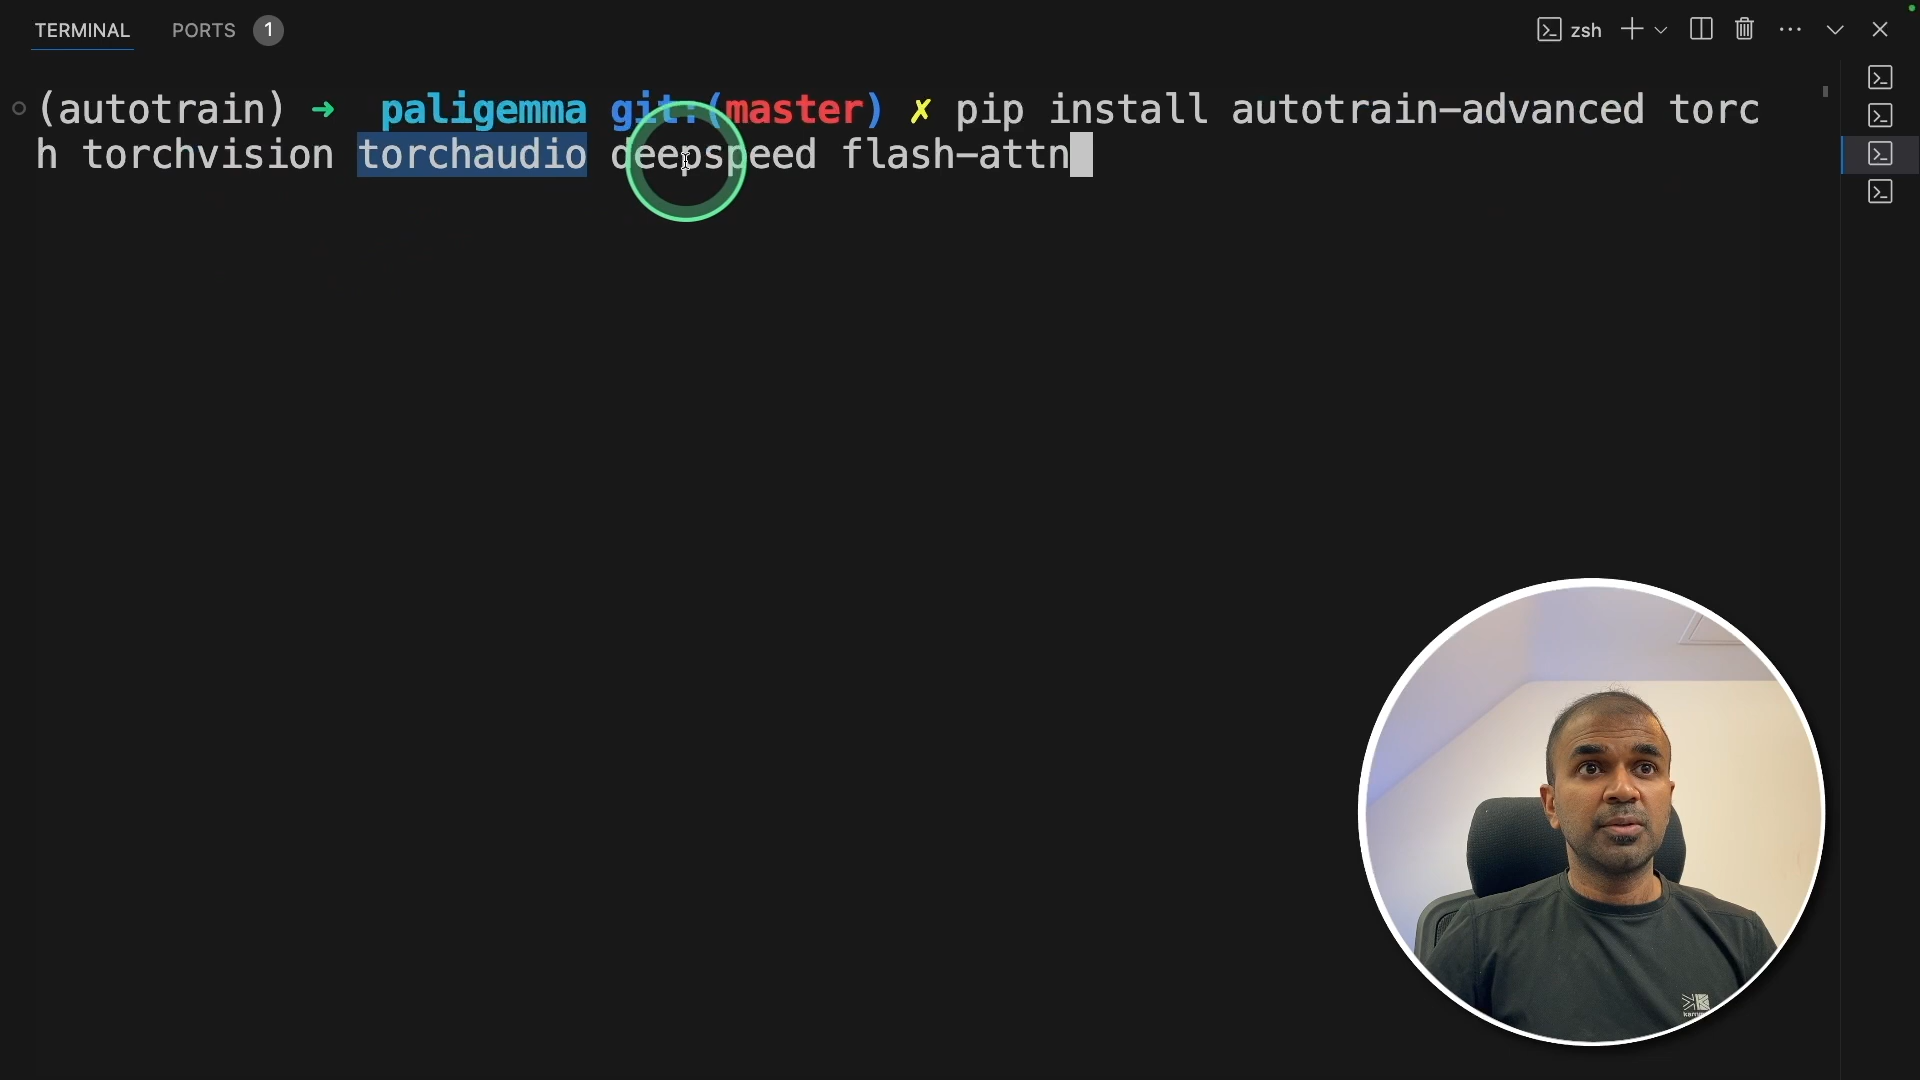 TERMINAL PORTS 1 zsh
(autotrain) ➜ paligemma git:(master) ✗ pip install autotrain-advanced torc
h torchvision torchaudio deepspeed flash-attn